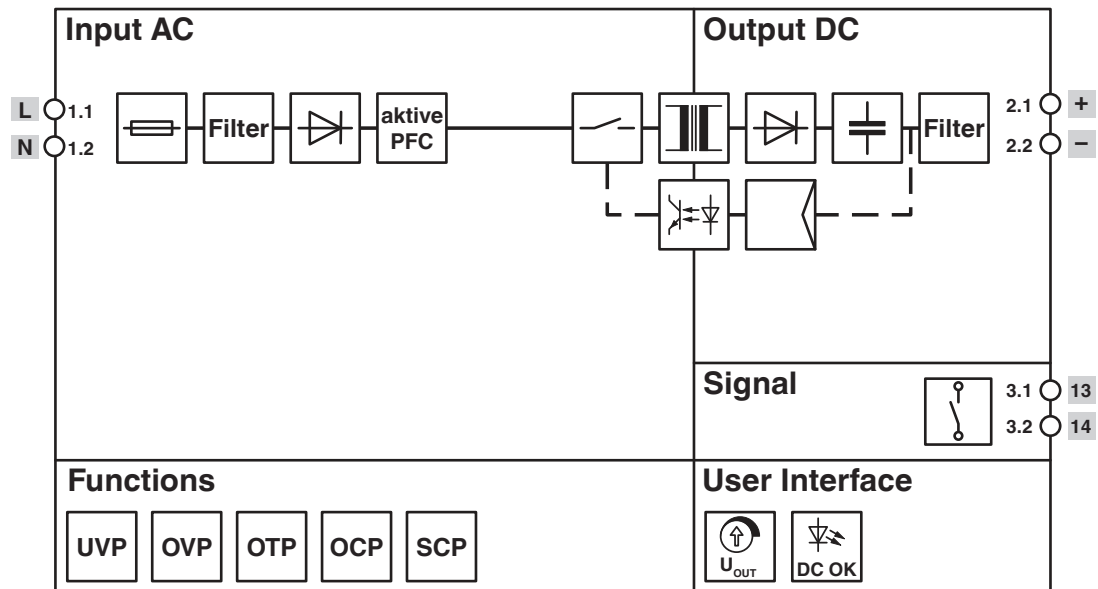 Input AC
Output DC
L 1.1
N 1.2
Filter
aktive
PFC
Filter
2.1 +
2.2 –
Signal
3.1 13
3.2 14
Functions
UVP
OVP
OTP
OCP
SCP
User Interface
UOUT
DC OK